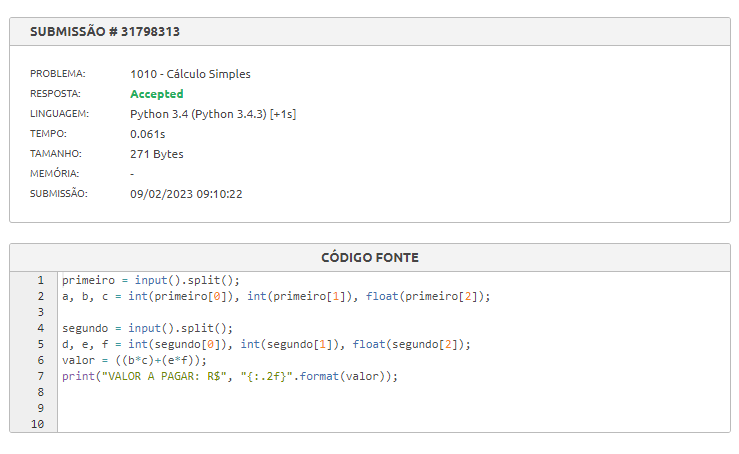 SUBMISSÃO # 31798313
PROBLEMA: 1010 - Cálculo Simples
RESPOSTA: Accepted
LINGUAGEM: Python 3.4 (Python 3.4.3) [+1s]
TEMPO: 0.061s
TAMANHO: 271 Bytes
MEMÓRIA: -
SUBMISSÃO: 09/02/2023 09:10:22
CÓDIGO FONTE
1 primeiro = input().split();
2 a, b, c = int(primeiro[0]), int(primeiro[1]), float(primeiro[2]);
3
4 segundo = input().split();
5 d, e, f = int(segundo[0]), int(segundo[1]), float(segundo[2]);
6 valor = ((b*c)+(e*f));
7 print("VALOR A PAGAR: R$", "{:.2f}".format(valor));
8
9
10